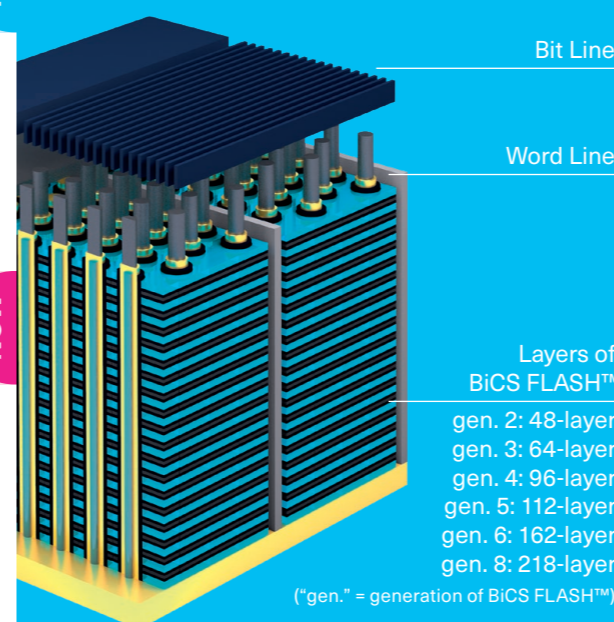 Bit Line
Word Line
Layers of
BiCS FLASH™
gen. 2: 48-layer
gen. 3: 64-layer
gen. 4: 96-layer
gen. 5: 112-layer
gen. 6: 162-layer
gen. 8: 218-layer
(“gen.” = generation of BiCS FLASH™)